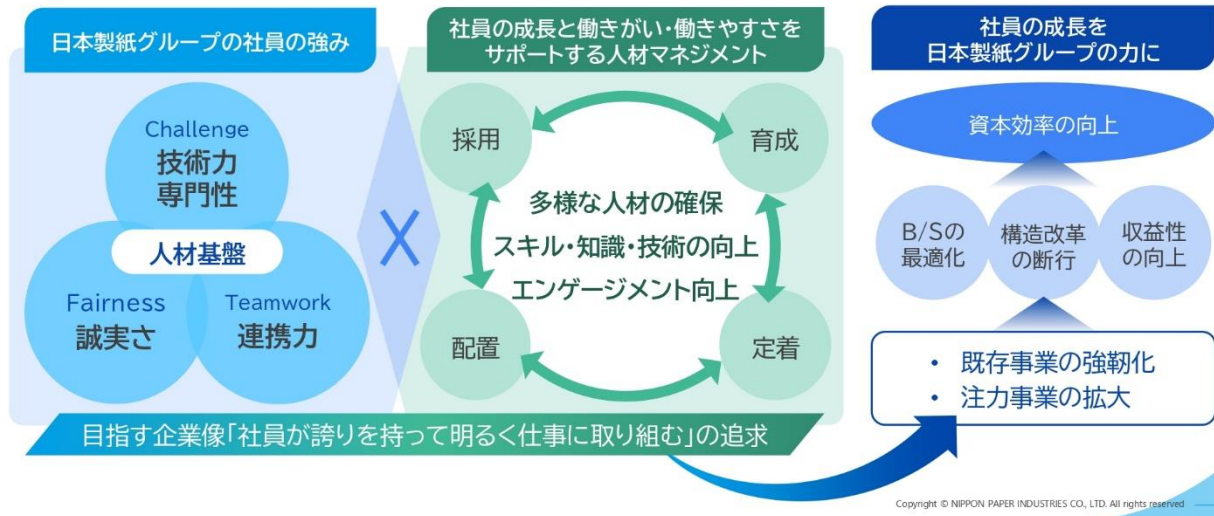 日本製紙グループの社員の強み
Challenge
技術力
専門性
人材基盤
Fairness
誠実さ
Teamwork
連携力
X
社員の成長と働きがい・働きやすさを
サポートする人材マネジメント
採用
育成
多様な人材の確保
スキル・知識・技術の向上
エンゲージメント向上
配置
定着
目指す企業像「社員が誇りを持って明るく仕事に取り組む」の追求
社員の成長を
日本製紙グループの力に
資本効率の向上
B/Sの
最適化
構造改革
の断行
収益性
の向上
• 既存事業の強靭化
• 注力事業の拡大
Copyright © NIPPON PAPER INDUSTRIES CO., LTD. All rights reserved